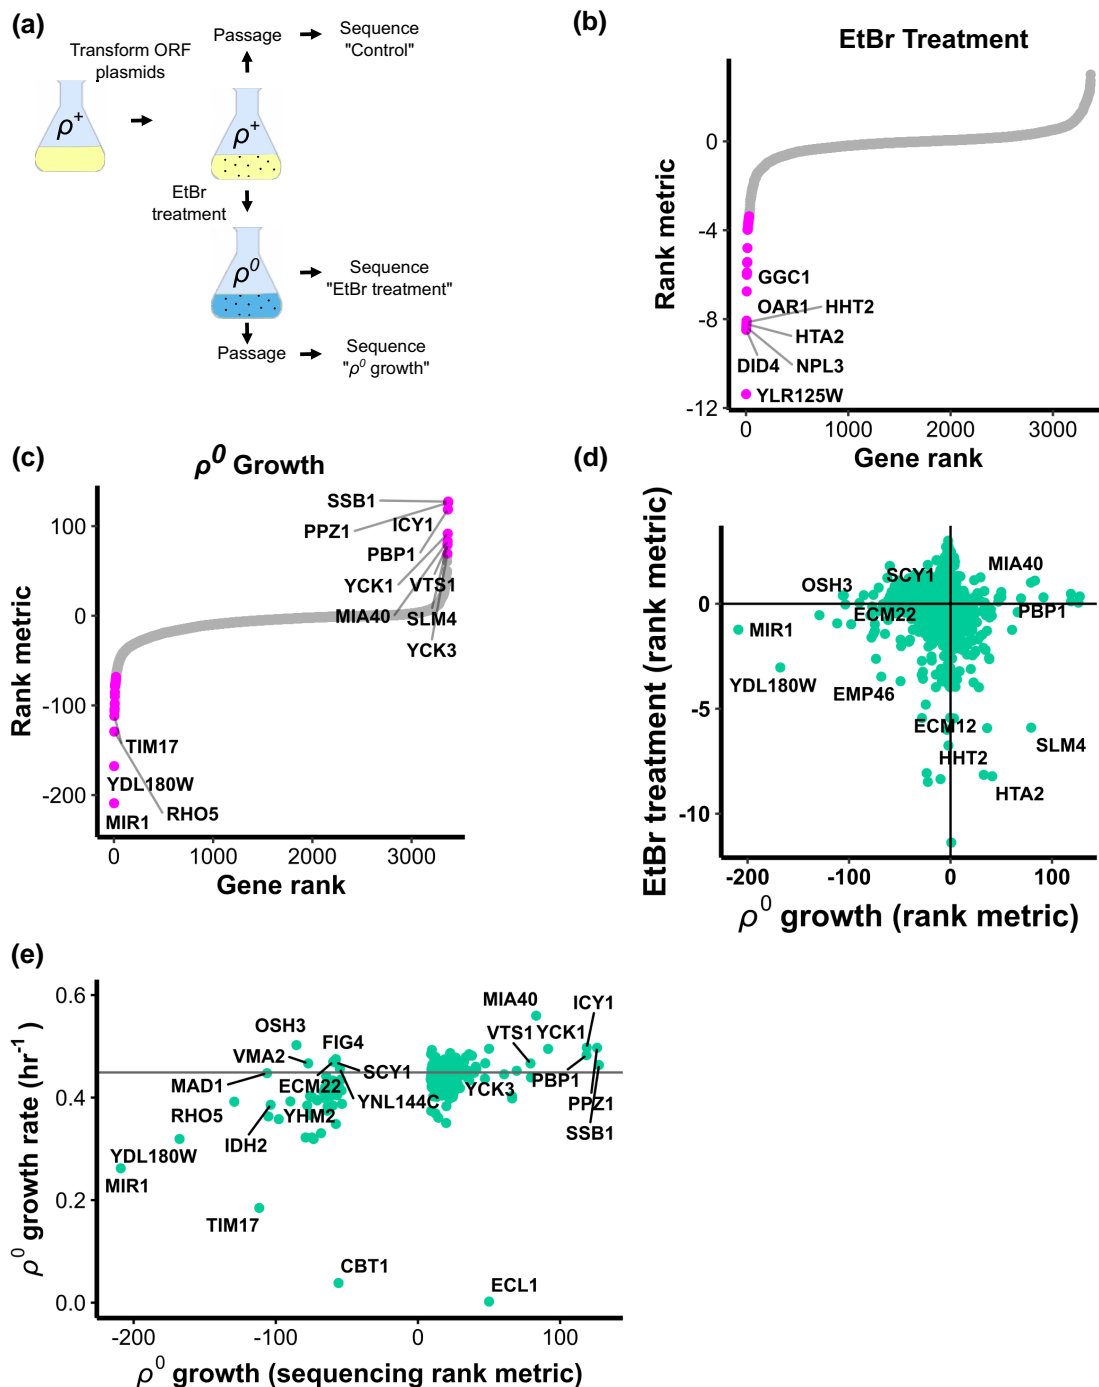 (a)
Transform ORF
plasmids
Passage
Sequence
"Control"
ρ+
ρ+
EtBr
treatment
ρ0
Sequence
"EtBr treatment"
Passage
Sequence
"ρ0 growth"
(b)
EtBr Treatment
Rank metric
0
-4
-8
-12
GGC1
OAR1
HHT2
HTA2
DID4
NPL3
YLR125W
0
1000
2000
3000
Gene rank
(c)
ρ0 Growth
Rank metric
100
0
-100
-200
SSB1
PPZ1
ICY1
PBP1
YCK1
VTS1
MIA40
SLM4
YCK3
TIM17
YDL180W
RHO5
MIR1
0
1000
2000
3000
Gene rank
(d)
EtBr treatment (rank metric)
0
-5
-10
OSH3
SCY1
MIA40
ECM22
PBP1
MIR1
YDL180W
EMP46
ECM12
SLM4
HHT2
HTA2
-200
-100
0
100
ρ0 growth (rank metric)
(e)
ρ0 growth rate (hr-1)
0.6
0.4
0.2
0.0
MIA40
ICY1
OSH3
FIG4
VTS1
YCK1
VMA2
SCY1
MAD1
ECM22
YNL144C
YCK3
PBP1
PPZ1
RHO5
YHM2
IDH2
SSB1
YDL180W
MIR1
TIM17
CBT1
ECL1
-200
-100
0
100
ρ0 growth (sequencing rank metric)